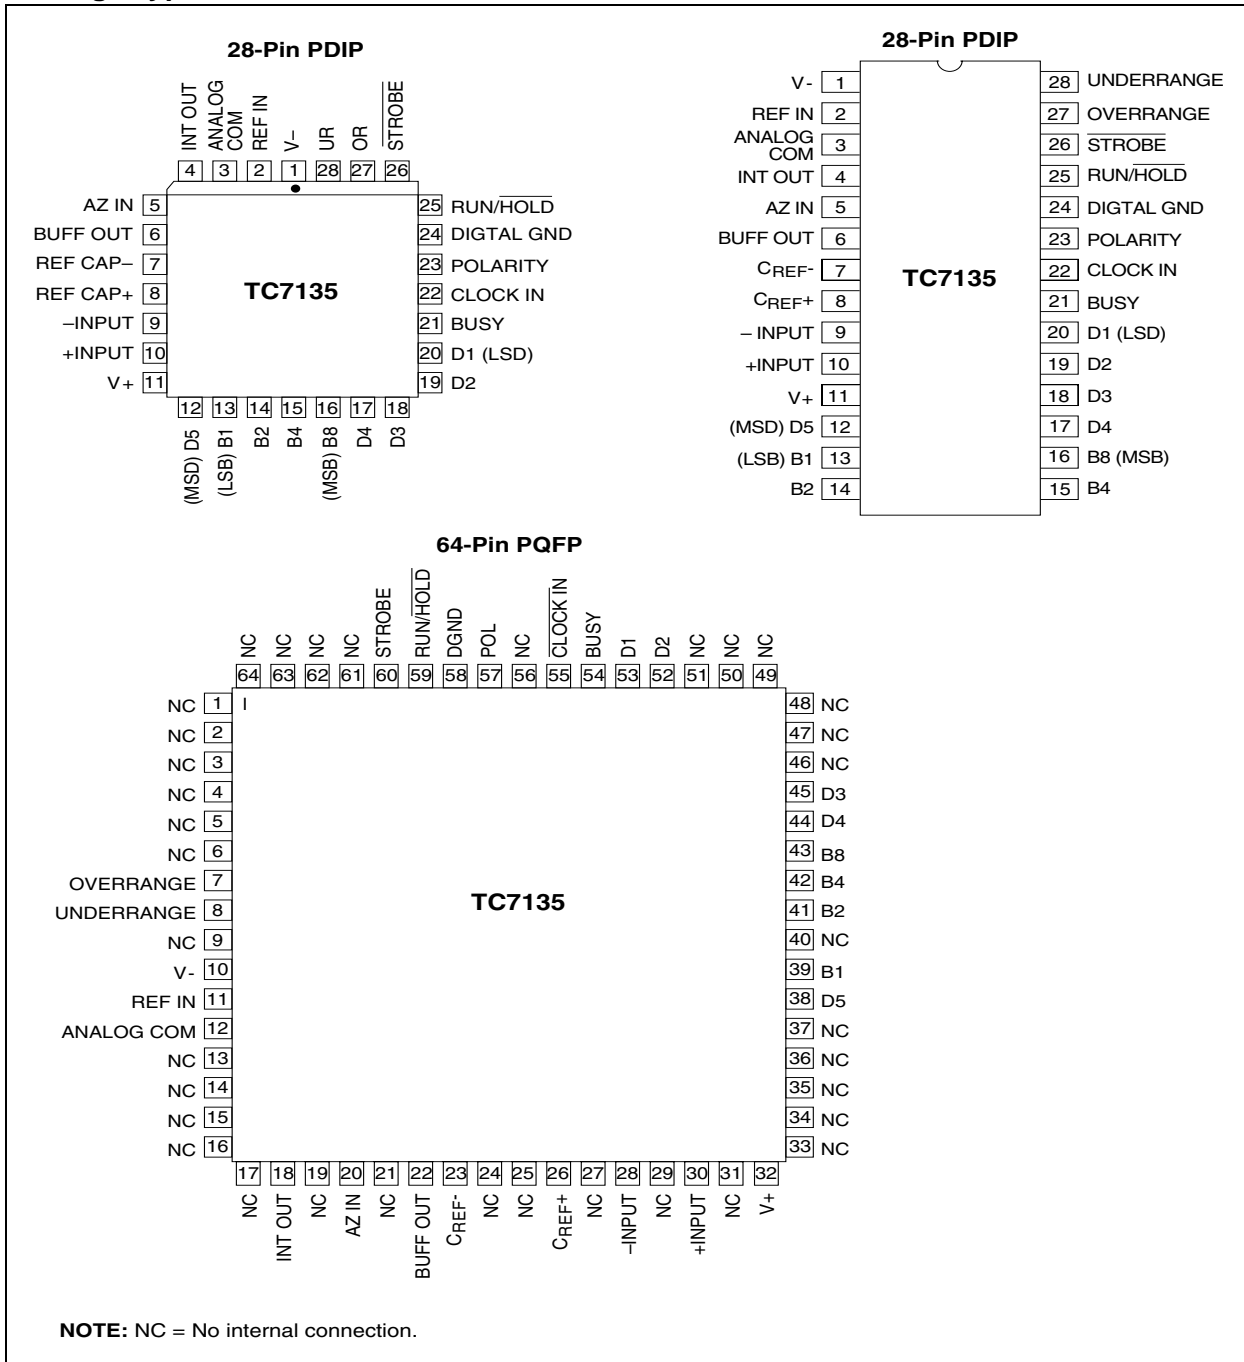 28-Pin PDIP
INT OUT
ANALOG
COM
REF IN
V–
UR
OR
STROBE
4 3 2 1 28 27 26
AZ IN 5
BUFF OUT 6
REF CAP– 7
REF CAP+ 8
–INPUT 9
+INPUT 10
V+ 11
TC7135
25 RUN/HOLD
24 DIGTAL GND
23 POLARITY
22 CLOCK IN
21 BUSY
20 D1 (LSD)
19 D2
12 13 14 15 16 17 18
(MSD) D5
(LSB) B1
B2
B4
(MSB) B8
D4
D3
28-Pin PDIP
V- 1
REF IN 2
ANALOG
COM 3
INT OUT 4
AZ IN 5
BUFF OUT 6
CREF- 7
CREF+ 8
– INPUT 9
+INPUT 10
V+ 11
(MSD) D5 12
(LSB) B1 13
B2 14
TC7135
28 UNDERRANGE
27 OVERRANGE
26 STROBE
25 RUN/HOLD
24 DIGTAL GND
23 POLARITY
22 CLOCK IN
21 BUSY
20 D1 (LSD)
19 D2
18 D3
17 D4
16 B8 (MSB)
15 B4
64-Pin PQFP
NC
NC
NC
NC
STROBE
RUN/HOLD
DGND
POL
NC
CLOCK IN
BUSY
D1
D2
NC
NC
NC
64 63 62 61 60 59 58 57 56 55 54 53 52 51 50 49
NC 1
NC 2
NC 3
NC 4
NC 5
NC 6
OVERRANGE 7
UNDERRANGE 8
NC 9
V- 10
REF IN 11
ANALOG COM 12
NC 13
NC 14
NC 15
NC 16
I
TC7135
48 NC
47 NC
46 NC
45 D3
44 D4
43 B8
42 B4
41 B2
40 NC
39 B1
38 D5
37 NC
36 NC
35 NC
34 NC
33 NC
17 18 19 20 21 22 23 24 25 26 27 28 29 30 31 32
NC
INT OUT
NC
AZ IN
NC
BUFF OUT
CREF-
NC
NC
CREF+
NC
–INPUT
NC
+INPUT
NC
V+
NOTE: NC = No internal connection.